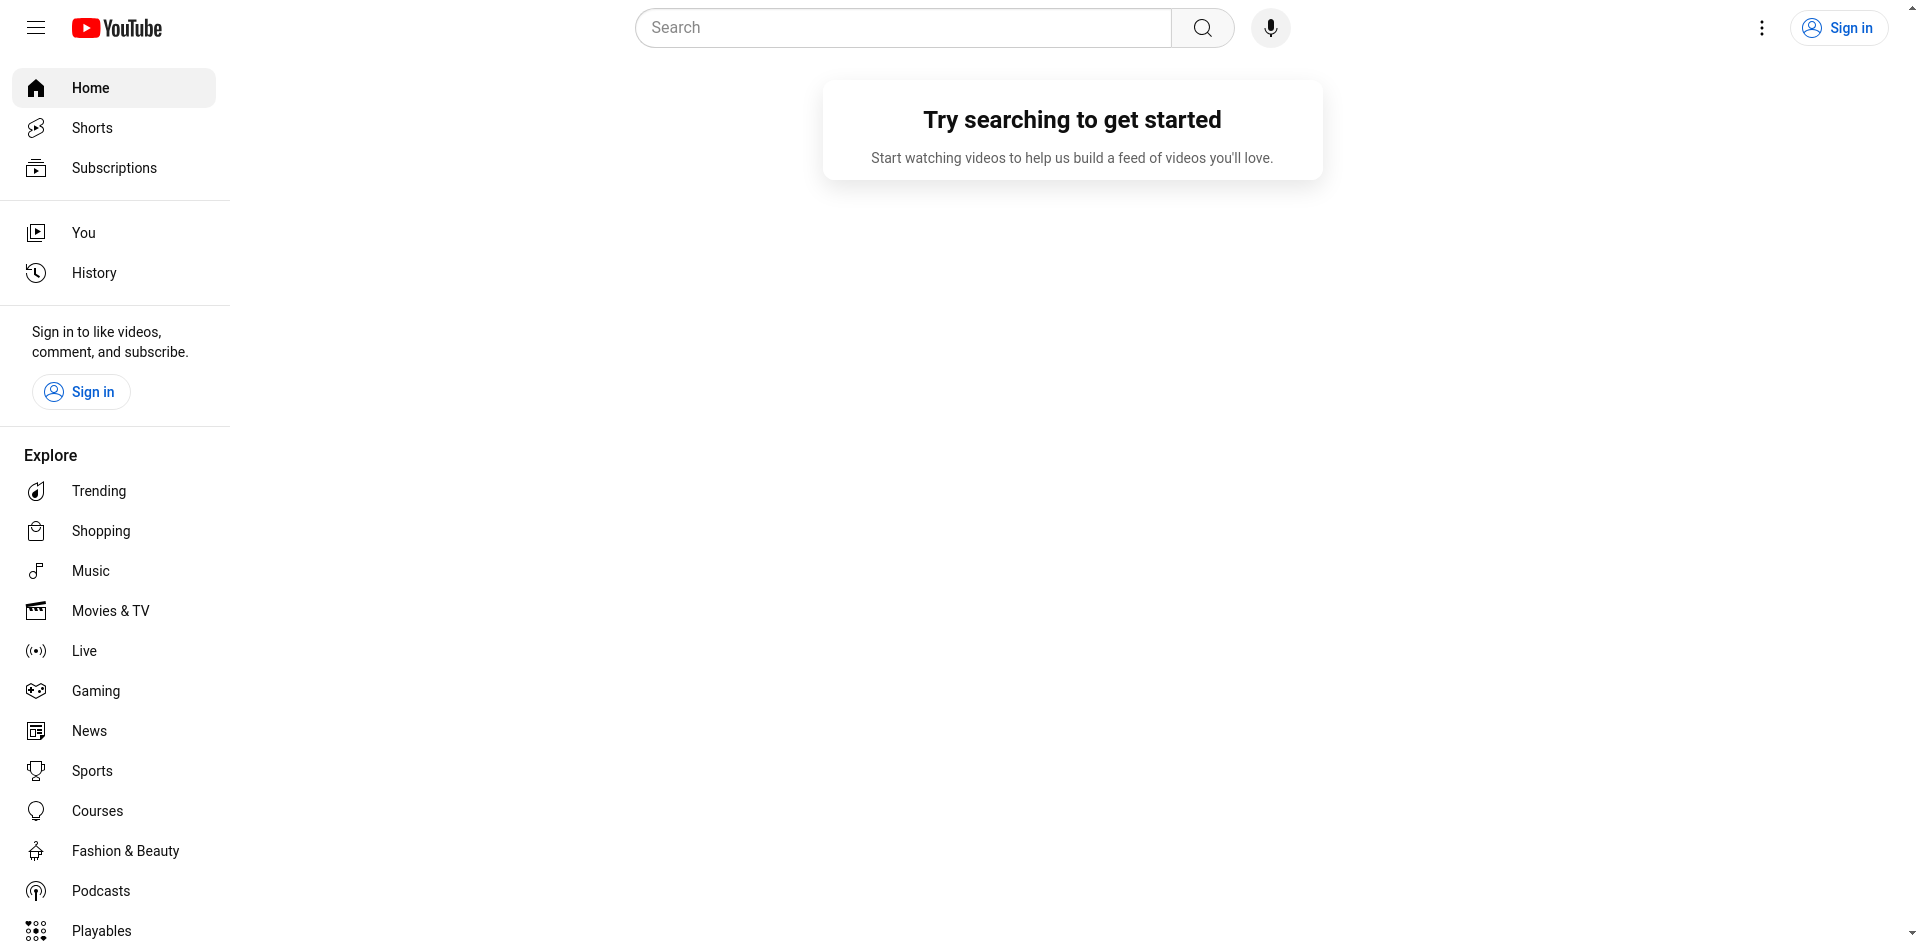 YouTube
Search
Sign in
Home
Shorts
Subscriptions
You
History
Sign in to like videos,
comment, and subscribe.
Sign in
Explore
Trending
Shopping
Music
Movies & TV
Live
Gaming
News
Sports
Courses
Fashion & Beauty
Podcasts
Playables
Try searching to get started
Start watching videos to help us build a feed of videos you'll love.